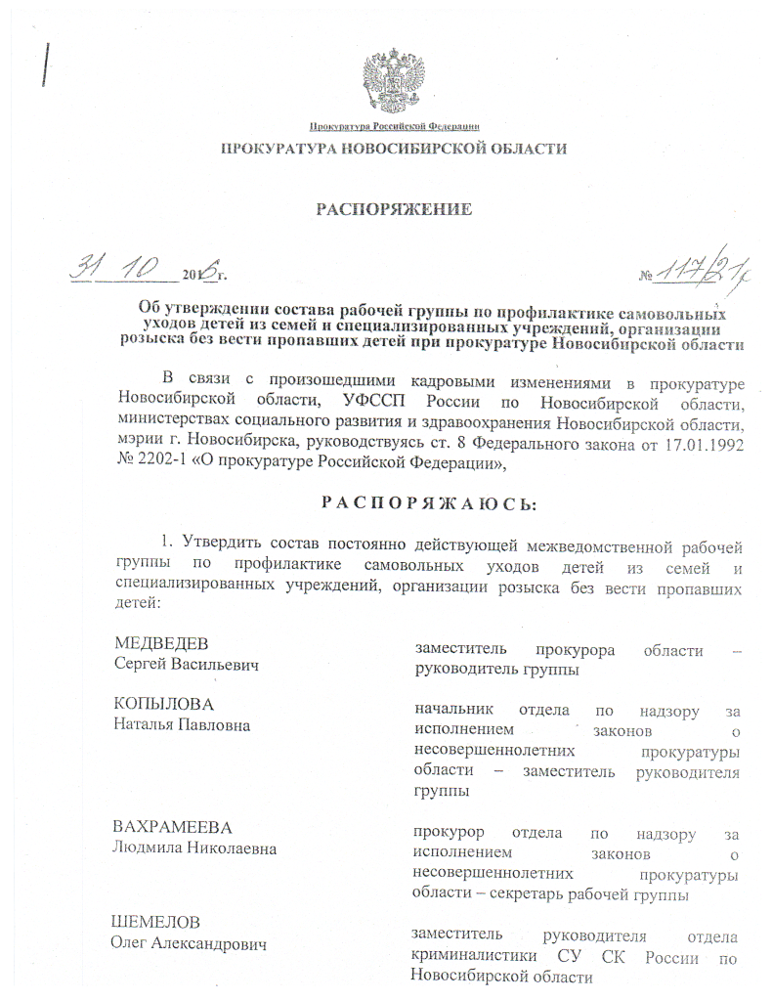 Прокуратура Российской Федерации
ПРОКУРАТУРА НОВОСИБИРСКОЙ ОБЛАСТИ
РАСПОРЯЖЕНИЕ
31 10 2016 г. № 117/21р
Об утверждении состава рабочей группы по профилактике самовольных
уходов детей из семей и специализированных учреждений, организации
розыска без вести пропавших детей при прокуратуре Новосибирской области
В связи с произошедшими кадровыми изменениями в прокуратуре
Новосибирской области, УФССП России по Новосибирской области,
министерствах социального развития и здравоохранения Новосибирской области,
мэрии г. Новосибирска, руководствуясь ст. 8 Федерального закона от 17.01.1992
№ 2202-1 «О прокуратуре Российской Федерации»,
Р А С П О Р Я Ж А Ю С Ь:
1. Утвердить состав постоянно действующей межведомственной рабочей
группы по профилактике самовольных уходов детей из семей и
специализированных учреждений, организации розыска без вести пропавших
детей:
МЕДВЕДЕВ
Сергей Васильевич
заместитель прокурора области –
руководитель группы
КОПЫЛОВА
Наталья Павловна
начальник отдела по надзору за
исполнением законов о
несовершеннолетних прокуратуры
области – заместитель руководителя
группы
ВАХРАМЕЕВА
Людмила Николаевна
прокурор отдела по надзору за
исполнением законов о
несовершеннолетних прокуратуры
области – секретарь рабочей группы
ШЕМЕЛОВ
Олег Александрович
заместитель руководителя отдела
криминалистики СУ СК России по
Новосибирской области